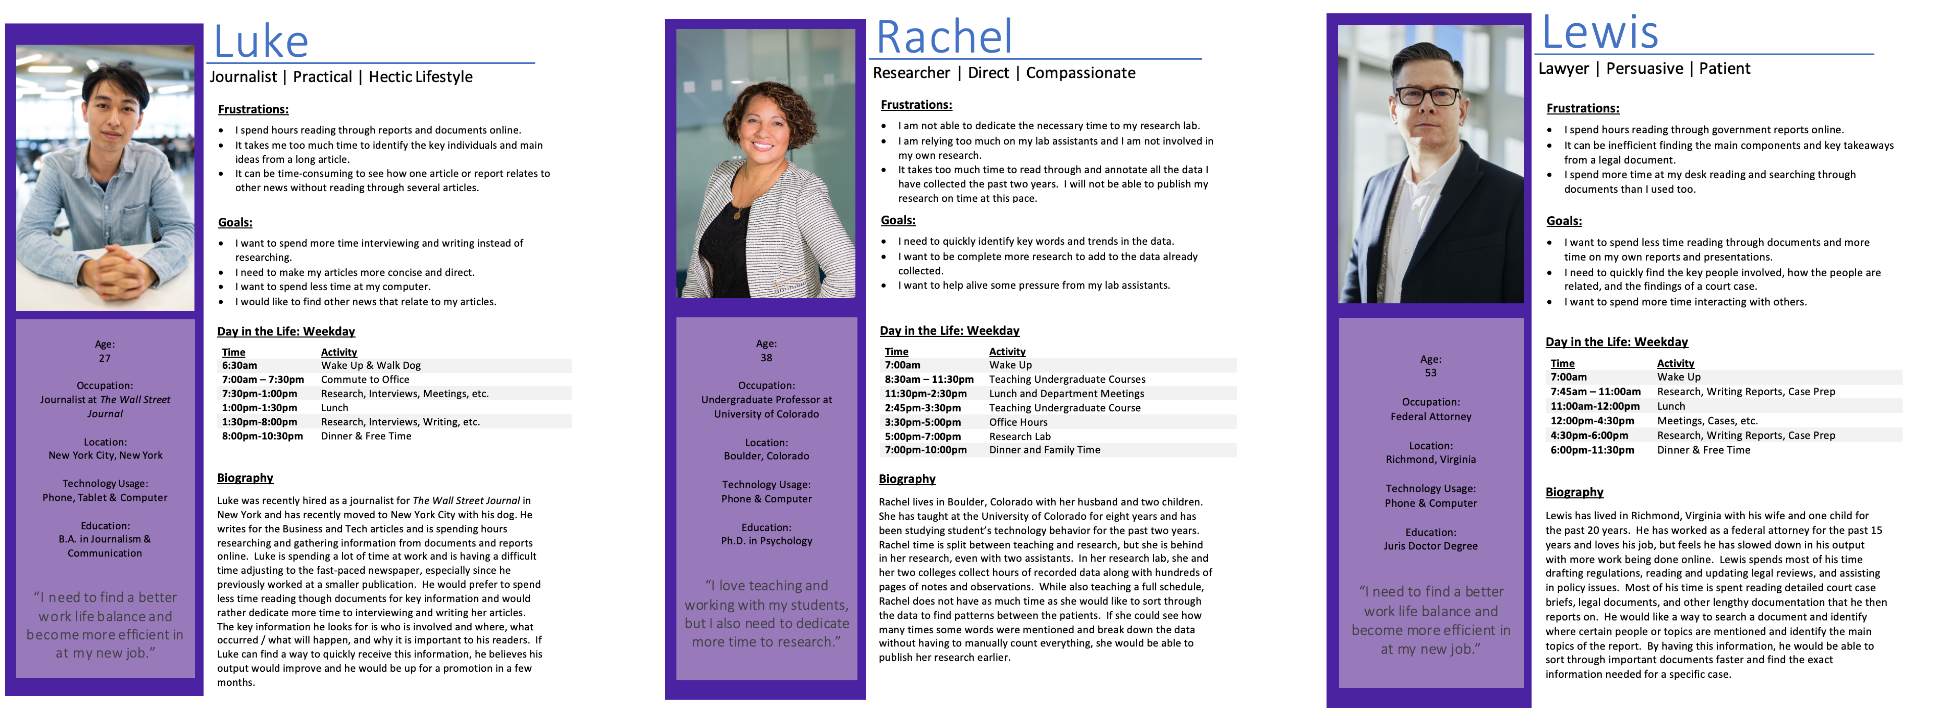 Luke
Journalist | Practical | Hectic Lifestyle
Frustrations:
• I spend hours reading through reports and documents online.
• It takes me too much time to identify the key individuals and main
ideas from a long article.
• It can be time-consuming to see how one article or report relates to
other news without reading through several articles.
Goals:
• I want to spend more time interviewing and writing instead of
researching.
• I need to make my articles more concise and direct.
• I want to spend less time at my computer.
• I would like to find other news that relate to my articles.
Day in the Life: Weekday
Time Activity
6:30am Wake Up & Walk Dog
7:00am – 7:30pm Commute to Office
7:30pm-1:00pm Research, Interviews, Meetings, etc.
1:00pm-1:30pm Lunch
1:30pm-8:00pm Research, Interviews, Writing, etc.
8:00pm-10:30pm Dinner & Free Time
Biography
Luke was recently hired as a journalist for The Wall Street Journal in
New York and has recently moved to New York City with his dog. He
writes for the Business and Tech articles and is spending hours
researching and gathering information from documents and reports
online.  Luke is spending a lot of time at work and is having a difficult
time adjusting to the fast-paced newspaper, especially since he
previously worked at a smaller publication.  He would prefer to spend
less time reading though documents for key information and would
rather dedicate more time to interviewing and writing her articles.
The key information he looks for is who is involved and where, what
occurred / what will happen, and why it is important to his readers.  If
Luke can find a way to quickly receive this information, he believes his
output would improve and he would be up for a promotion in a few
months.
Age:
27
Occupation:
Journalist at The Wall Street
Journal
Location:
New York City, New York
Technology Usage:
Phone, Tablet & Computer
Education:
B.A. in Journalism &
Communication
“I need to find a better
work life balance and
become more efficient in
at my new job.”
Rachel
Researcher | Direct | Compassionate
Frustrations:
• I am not able to dedicate the necessary time to my research lab.
• I am relying too much on my lab assistants and I am not involved in
my own research.
• It takes too much time to read through and annotate all the data I
have collected the past two years.  I will not be able to publish my
research on time at this pace.
Goals:
• I need to quickly identify key words and trends in the data.
• I want to be complete more research to add to the data already
collected.
• I want to help alive some pressure from my lab assistants.
Day in the Life: Weekday
Time Activity
7:00am Wake Up
8:30am – 11:30pm Teaching Undergraduate Courses
11:30pm-2:30pm Lunch and Department Meetings
2:45pm-3:30pm Teaching Undergraduate Course
3:30pm-5:00pm Office Hours
5:00pm-7:00pm Research Lab
7:00pm-10:00pm Dinner and Family Time
Biography
Rachel lives in Boulder, Colorado with her husband and two children.
She has taught at the University of Colorado for eight years and has
been studying student’s technology behavior for the past two years.
Rachel time is split between teaching and research, but she is behind
in her research, even with two assistants.  In her research lab, she and
her two colleges collect hours of recorded data along with hundreds of
pages of notes and observations.  While also teaching a full schedule,
Rachel does not have as much time as she would like to sort through
the data to find patterns between the patients.  If she could see how
many times some words were mentioned and break down the data
without having to manually count everything, she would be able to
publish her research earlier.
Age:
38
Occupation:
Undergraduate Professor at
University of Colorado
Location:
Boulder, Colorado
Technology Usage:
Phone & Computer
Education:
Ph.D. in Psychology
“I love teaching and
working with my students,
but I also need to dedicate
more time to research.”
Lewis
Lawyer | Persuasive | Patient
Frustrations:
• I spend hours reading through government reports online.
• It can be inefficient finding the main components and key takeaways
from a legal document.
• I spend more time at my desk reading and searching through
documents than I used too.
Goals:
• I want to spend less time reading through documents and more
time on my own reports and presentations.
• I need to quickly find the key people involved, how the people are
related, and the findings of a court case.
• I want to spend more time interacting with others.
Day in the Life: Weekday
Time Activity
7:00am Wake Up
7:45am – 11:00am Research, Writing Reports, Case Prep
11:00am-12:00pm Lunch
12:00pm-4:30pm Meetings, Cases, etc.
4:30pm-6:00pm Research, Writing Reports, Case Prep
6:00pm-11:30pm Dinner & Free Time
Biography
Lewis has lived in Richmond, Virginia with his wife and one child for
the past 20 years.  He has worked as a federal attorney for the past 15
years and loves his job, but feels he has slowed down in his output
with more work being done online.  Lewis spends most of his time
drafting regulations, reading and updating legal reviews, and assisting
in policy issues.  Most of his time is spent reading detailed court case
briefs, legal documents, and other lengthy documentation that he then
reports on.  He would like a way to search a document and identify
where certain people or topics are mentioned and identify the main
topics of the report.  By having this information, he would be able to
sort through important documents faster and find the exact
information needed for a specific case.
Age:
53
Occupation:
Federal Attorney
Location:
Richmond, Virginia
Technology Usage:
Phone & Computer
Education:
Juris Doctor Degree
“I need to find a better
work life balance and
become more efficient in
at my new job.”